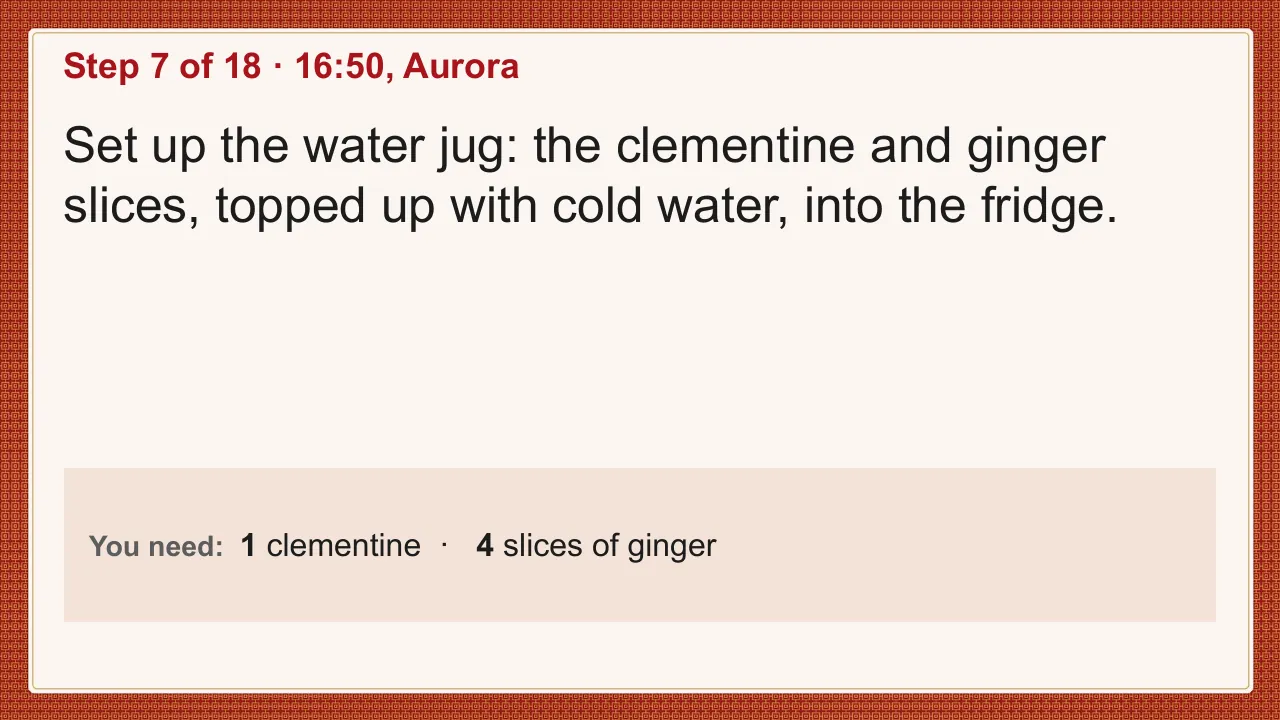 Step 7 of 18 · 16:50, Aurora
Set up the water jug: the clementine and ginger
slices, topped up with cold water, into the fridge.
You need: 1 clementine · 4 slices of ginger